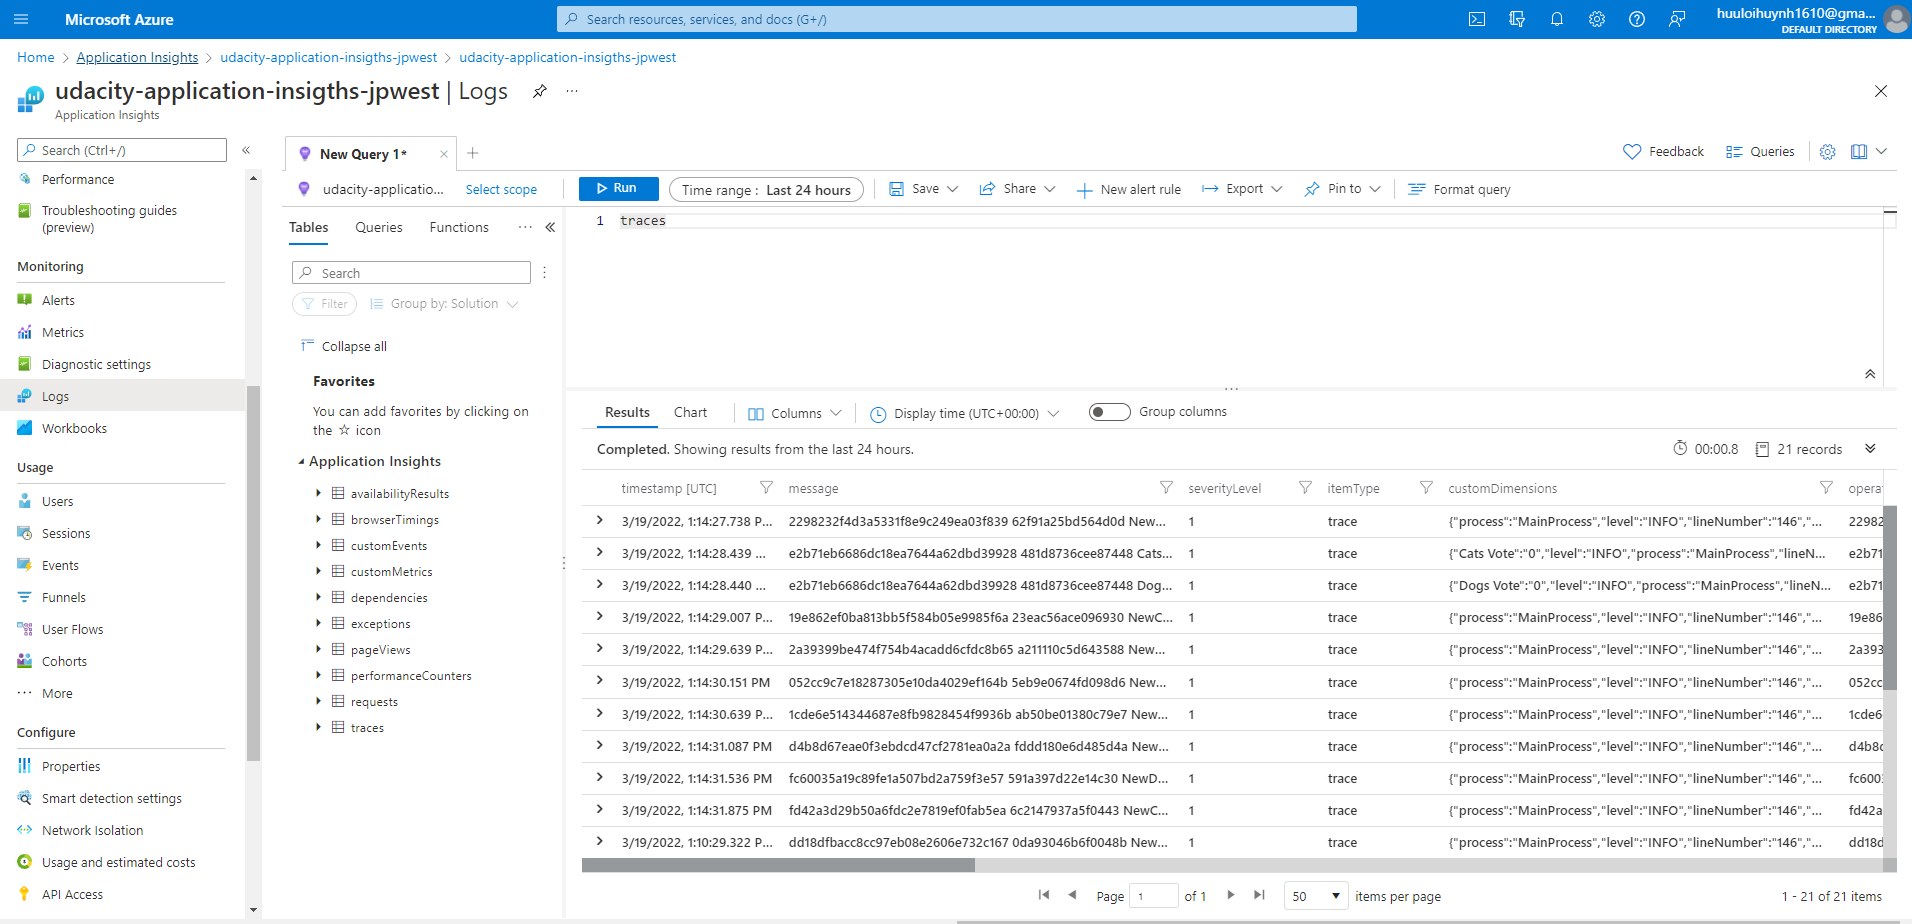 Microsoft Azure
Search resources, services, and docs (G+/)
huuloihuynh1610@gma...
DEFAULT DIRECTORY
Home > Application Insights > udacity-application-insigths-jpwest > udacity-application-insigths-jpwest
udacity-application-insigths-jpwest | Logs ...
Application Insights
Search (Ctrl+/)
Performance
Troubleshooting guides
(preview)
Monitoring
Alerts
Metrics
Diagnostic settings
Logs
Workbooks
Usage
Users
Sessions
Events
Funnels
User Flows
Cohorts
More
Configure
Properties
Smart detection settings
Network Isolation
Usage and estimated costs
API Access
New Query 1*
Feedback
Queries
udacity-applicatio...
Select scope
Run
Time range : Last 24 hours
Save
Share
New alert rule
Export
Pin to
Format query
Tables
Queries
Functions
Search
Filter
Group by: Solution
Collapse all
Favorites
You can add favorites by clicking on
the ☆ icon
Application Insights
availabilityResults
browserTimings
customEvents
customMetrics
dependencies
exceptions
pageViews
performanceCounters
requests
traces
1 traces
Results
Chart
Columns
Display time (UTC+00:00)
Group columns
Completed. Showing results from the last 24 hours.
00:00.8
21 records
timestamp [UTC] message severityLevel itemType customDimensions operat
3/19/2022, 1:14:27.738 P... 2298232f4d3a5331f8e9c249ea03f839 62f91a25bd564d0d New... 1 trace {"process":"MainProcess","level":"INFO","lineNumber":"146","... 22982
3/19/2022, 1:14:28.439 ... e2b71eb6686dc18ea7644a62dbd39928 481d8736cee87448 Cats... 1 trace {"Cats Vote":"0","level":"INFO","process":"MainProcess","lineN... e2b71
3/19/2022, 1:14:28.440 ... e2b71eb6686dc18ea7644a62dbd39928 481d8736cee87448 Dog... 1 trace {"Dogs Vote":"0","level":"INFO","process":"MainProcess","lineN... e2b71
3/19/2022, 1:14:29.007 P... 19e862ef0ba813bb5f584b05e9985f6a 23eac56ace096930 NewC... 1 trace {"process":"MainProcess","level":"INFO","lineNumber":"146","... 19e86
3/19/2022, 1:14:29.639 P... 2a39399be474f754b4acadd6cfdc8b65 a211110c5d643588 New... 1 trace {"process":"MainProcess","level":"INFO","lineNumber":"146","... 2a393
3/19/2022, 1:14:30.151 PM 052cc9c7e18287305e10da4029ef164b 5eb9e0674fd098d6 New... 1 trace {"process":"MainProcess","level":"INFO","lineNumber":"146","... 052cc
3/19/2022, 1:14:30.639 P... 1cde6e514344687e8fb9828454f9936b ab50be01380c79e7 New... 1 trace {"process":"MainProcess","level":"INFO","lineNumber":"146","... 1cde6
3/19/2022, 1:14:31.087 PM d4b8d67eae0f3ebdcd47cf2781ea0a2a fddd180e6d485d4a New... 1 trace {"process":"MainProcess","level":"INFO","lineNumber":"146","... d4b8c
3/19/2022, 1:14:31.536 PM fc60035a19c89fe1a507bd2a759f3e57 591a397d22e14c30 NewD... 1 trace {"process":"MainProcess","level":"INFO","lineNumber":"146","... fc600
3/19/2022, 1:14:31.875 PM fd42a3d29b50a6fdc2e7819ef0fab5ea 6c2147937a5f0443 NewC... 1 trace {"process":"MainProcess","level":"INFO","lineNumber":"146","... fd42a
3/19/2022, 1:10:29.322 P... dd18dfbacc8cc97eb08e2606e732c167 0da93046b6f0048b New... 1 trace {"process":"MainProcess","level":"INFO","lineNumber":"146","... dd18d
Page 1 of 1
50 items per page
1 - 21 of 21 items